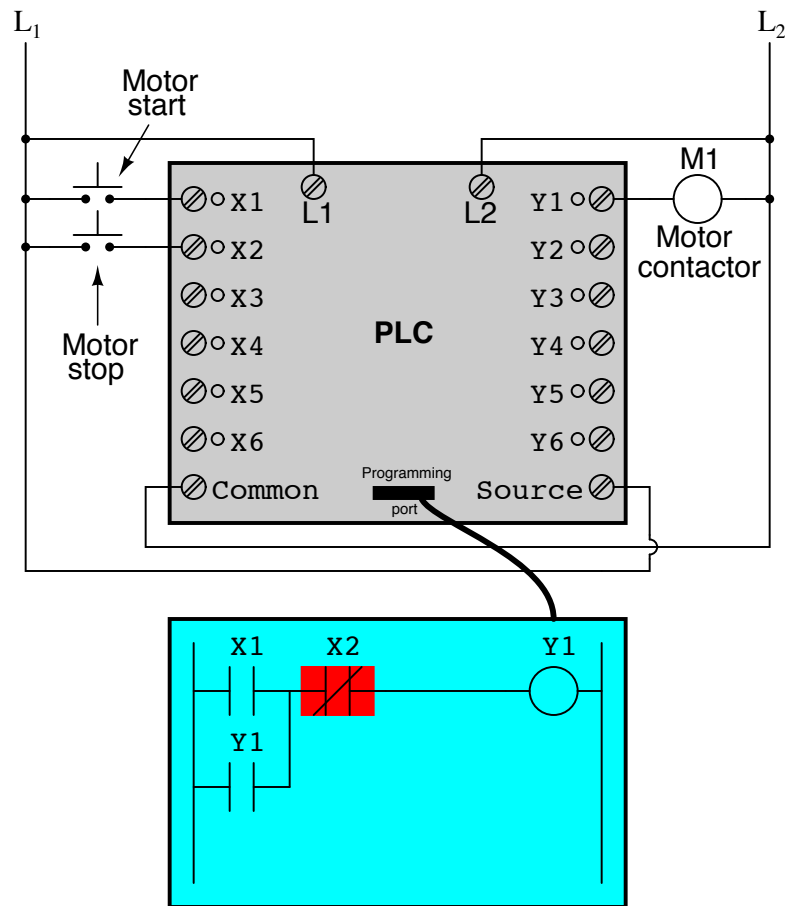 L1
L2
Motor
start
M1
X1
L1
L2
Y1
X2
Y2
Motor
contactor
X3
Y3
Motor
stop
X4
PLC
Y4
X5
Y5
X6
Y6
Common
Programming
port
Source
X1
X2
Y1
Y1